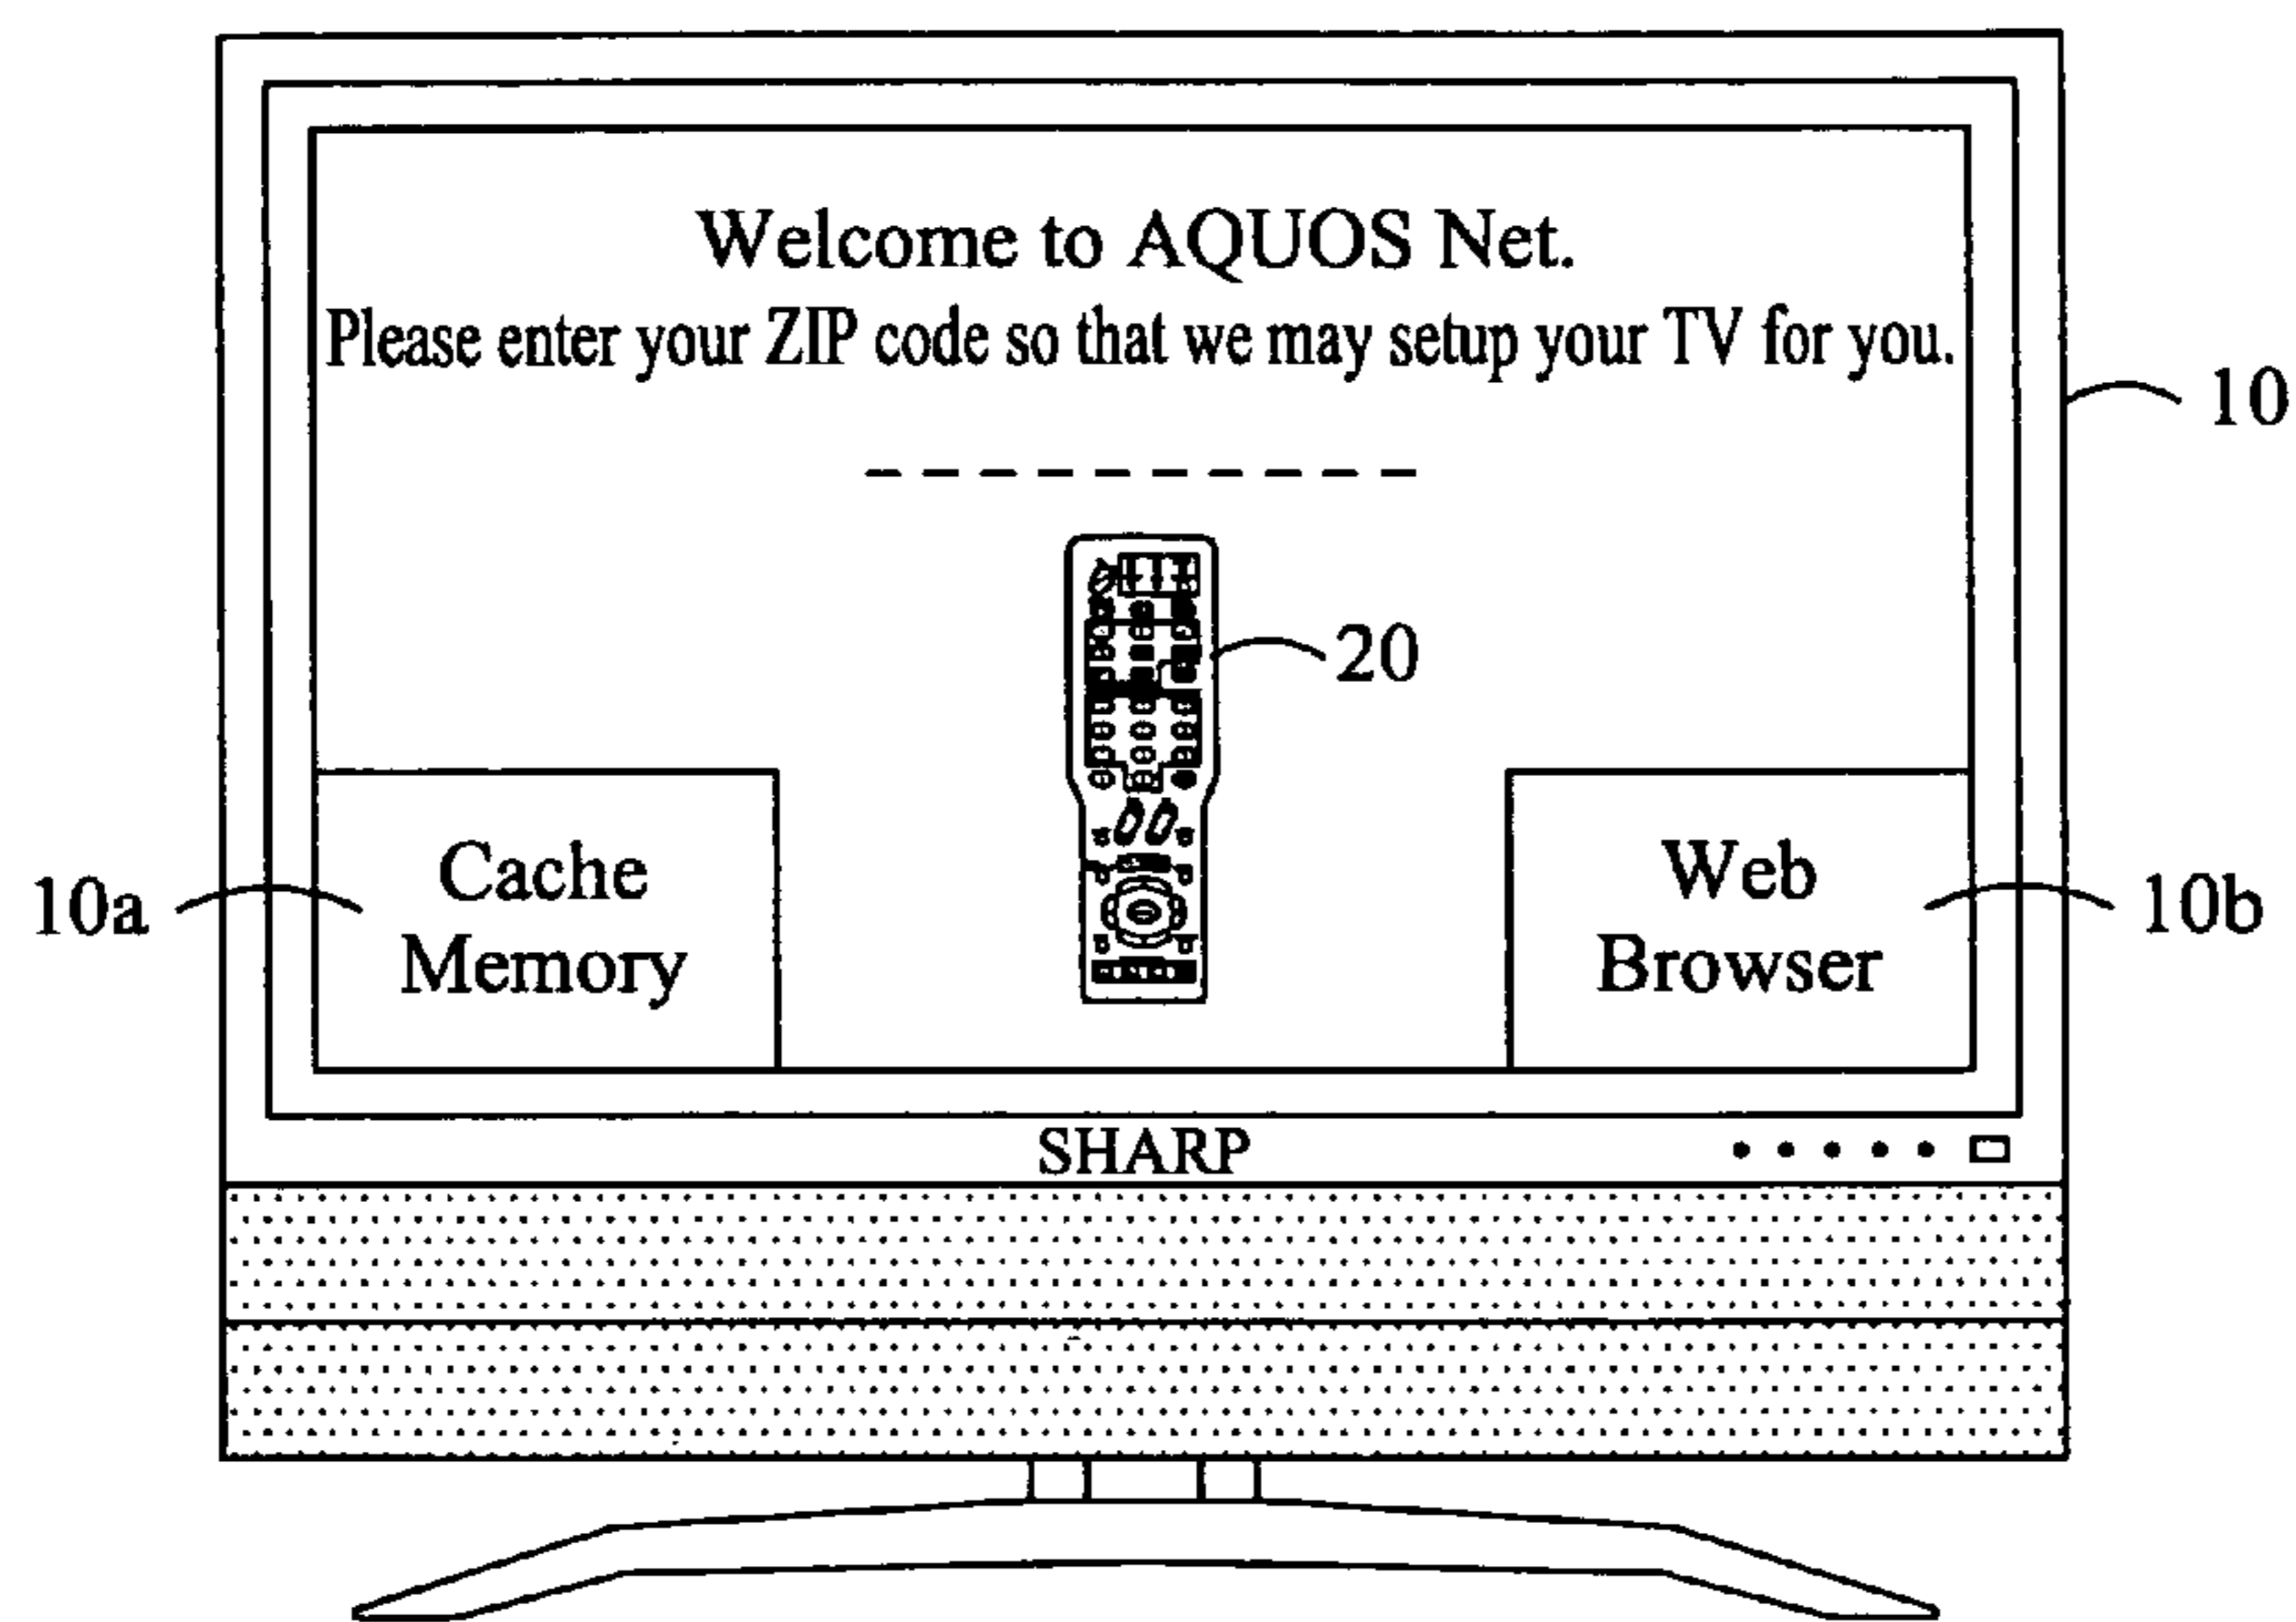 Welcome to AQUOS Net.
Please enter your ZIP code so that we may setup your TV for you.
10
20
Cache
Memory
10a
Web
Browser
10b
SHARP